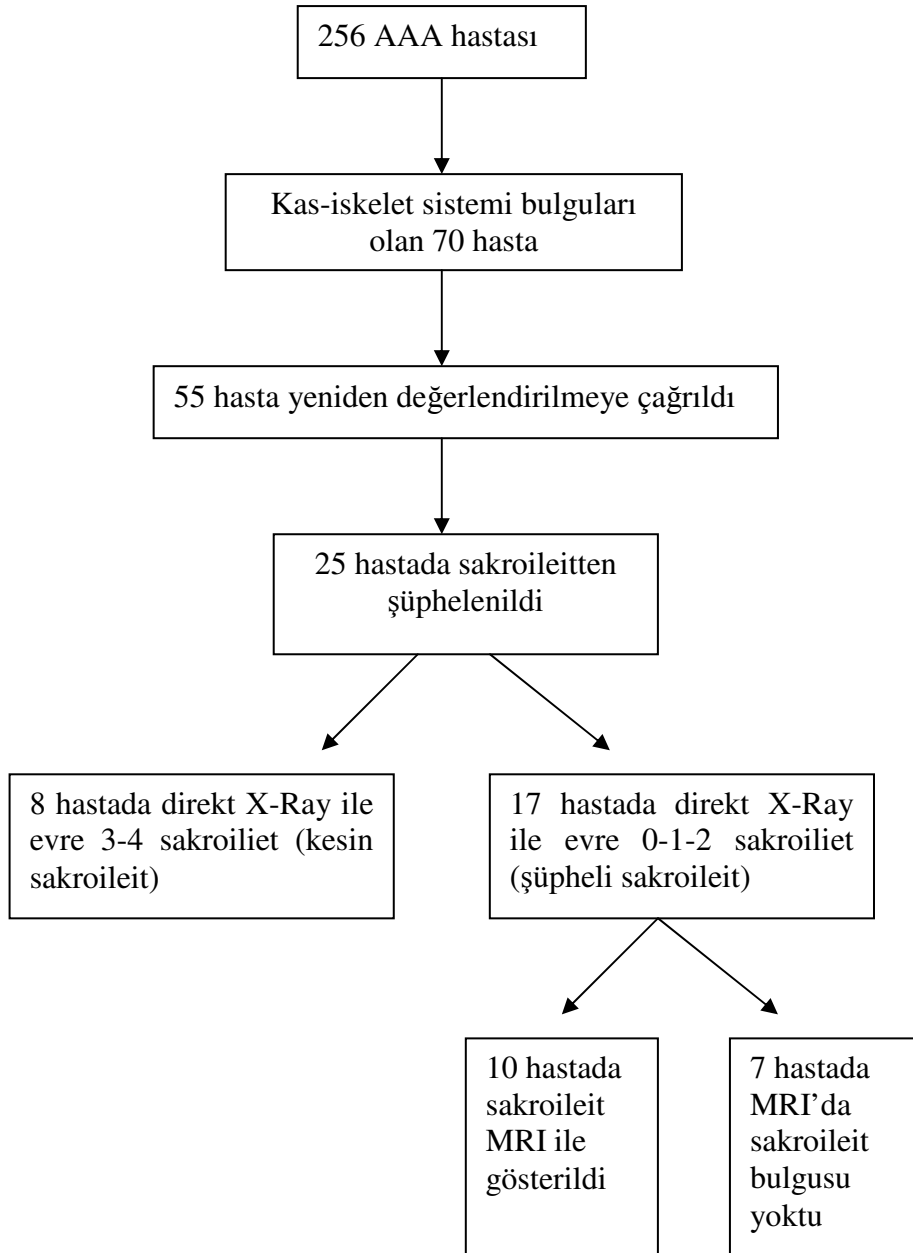 256 AAA hastası
Kas-iskelet sistemi bulguları
olan 70 hasta
55 hasta yeniden değerlendirilmeye çağrıldı
25 hastada sakroileitten
şüphelenildi
8 hastada direkt X-Ray ile
evre 3-4 sakroiliet (kesin
sakroileit)
17 hastada direkt X-Ray
ile evre 0-1-2 sakroiliet
(şüpheli sakroileit)
10 hastada
sakroileit
MRI ile
gösterildi
7 hastada
MRI’da
sakroileit
bulgusu
yoktu